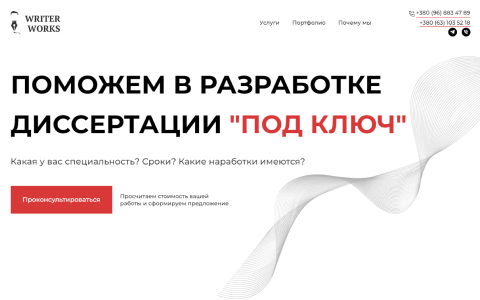 WRITER
WORKS
Услуги Портфолио Почему мы
+380 (96) 883 47 89
+380 (63) 103 52 18
ПОМОЖЕМ В РАЗРАБОТКЕ
ДИССЕРТАЦИИ "ПОД КЛЮЧ"
Какая у вас специальность? Сроки? Какие наработки имеются?
Проконсультироваться
Просчитаем стоимость вашей
работы и сформируем предложение